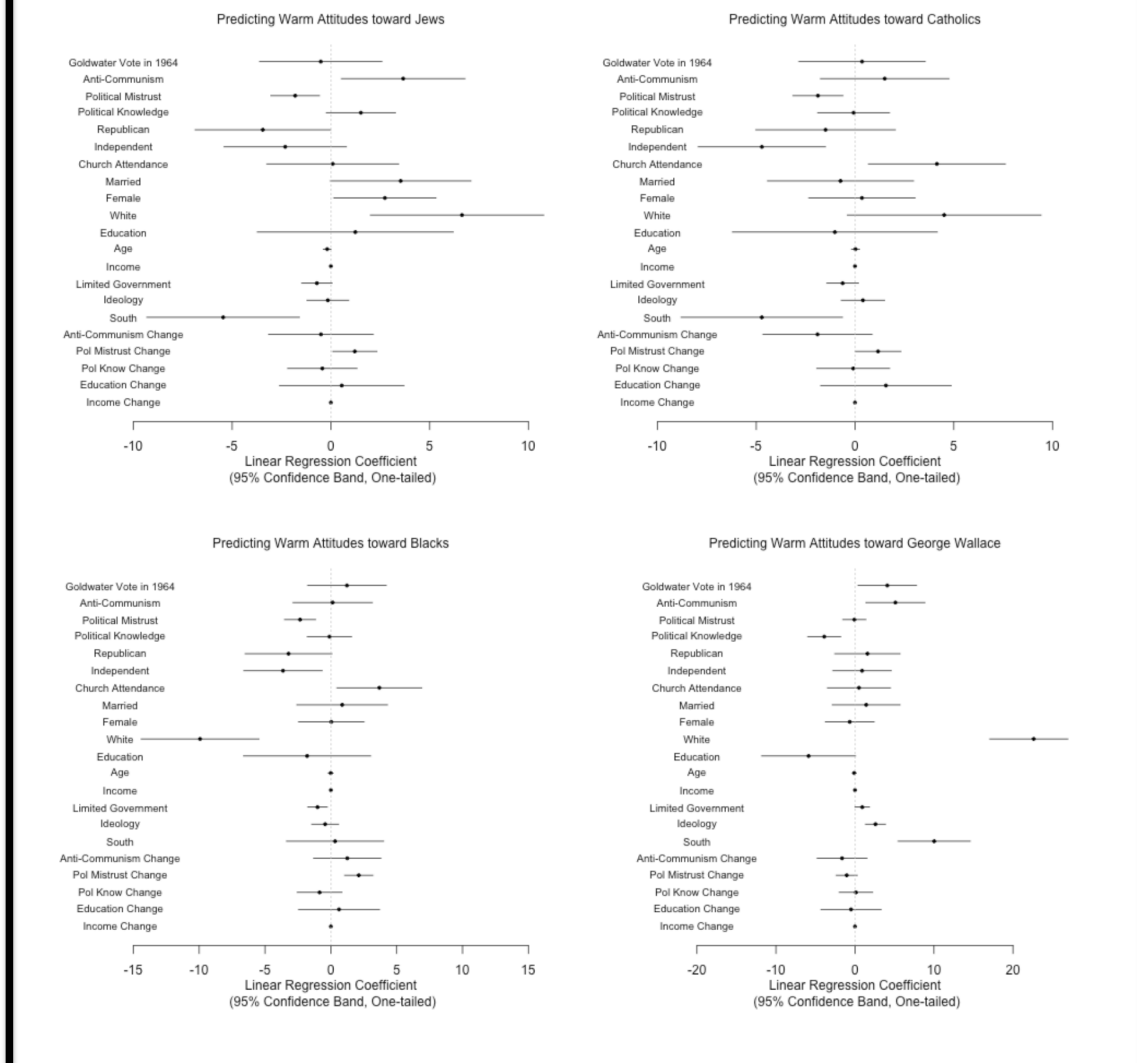 Predicting Warm Attitudes toward Jews
Goldwater Vote in 1964
Anti-Communism
Political Mistrust
Political Knowledge
Republican
Independent
Church Attendance
Married
Female
White
Education
Age
Income
Limited Government
Ideology
South
Anti-Communism Change
Pol Mistrust Change
Pol Know Change
Education Change
Income Change
-10 -5 0 5 10
Linear Regression Coefficient
(95% Confidence Band, One-tailed)
Predicting Warm Attitudes toward Catholics
Goldwater Vote in 1964
Anti-Communism
Political Mistrust
Political Knowledge
Republican
Independent
Church Attendance
Married
Female
White
Education
Age
Income
Limited Government
Ideology
South
Anti-Communism Change
Pol Mistrust Change
Pol Know Change
Education Change
Income Change
-10 -5 0 5 10
Linear Regression Coefficient
(95% Confidence Band, One-tailed)
Predicting Warm Attitudes toward Blacks
Goldwater Vote in 1964
Anti-Communism
Political Mistrust
Political Knowledge
Republican
Independent
Church Attendance
Married
Female
White
Education
Age
Income
Limited Government
Ideology
South
Anti-Communism Change
Pol Mistrust Change
Pol Know Change
Education Change
Income Change
-15 -10 -5 0 5 10 15
Linear Regression Coefficient
(95% Confidence Band, One-tailed)
Predicting Warm Attitudes toward George Wallace
Goldwater Vote in 1964
Anti-Communism
Political Mistrust
Political Knowledge
Republican
Independent
Church Attendance
Married
Female
White
Education
Age
Income
Limited Government
Ideology
South
Anti-Communism Change
Pol Mistrust Change
Pol Know Change
Education Change
Income Change
-20 -10 0 10 20
Linear Regression Coefficient
(95% Confidence Band, One-tailed)